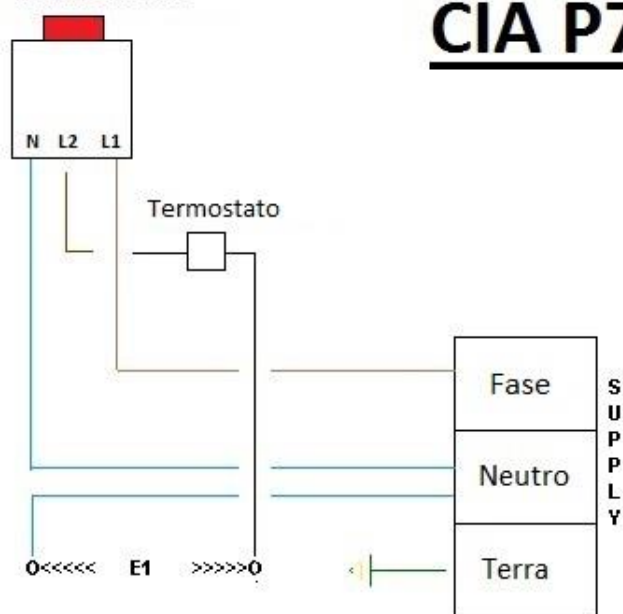 CIA P7
N L2 L1
Termostato
Fase
Neutro
Terra
SUPPLY
O<<<<< E1 >>>>>O